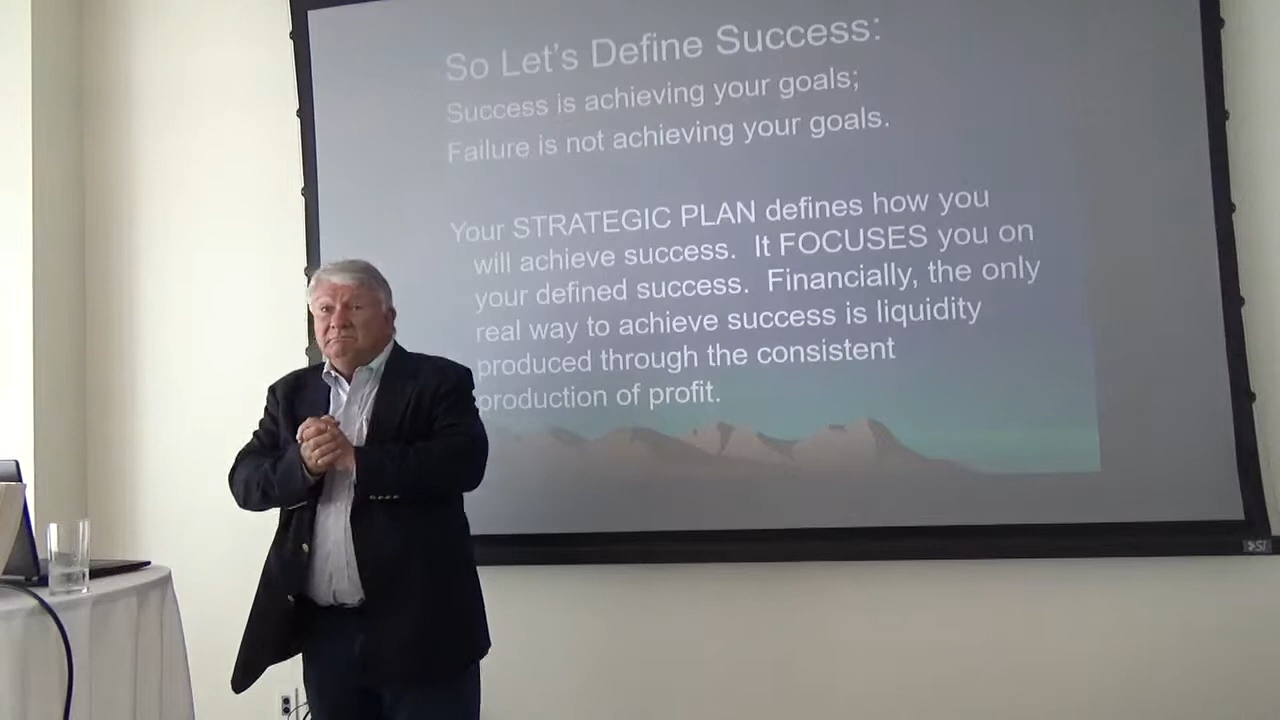 So Let's Define Success:
Success is achieving your goals;
Failure is not achieving your goals.
Your STRATEGIC PLAN defines how you
will achieve success. It FOCUSES you on
your defined success. Financially, the only
real way to achieve success is liquidity
produced through the consistent
production of profit.
SI